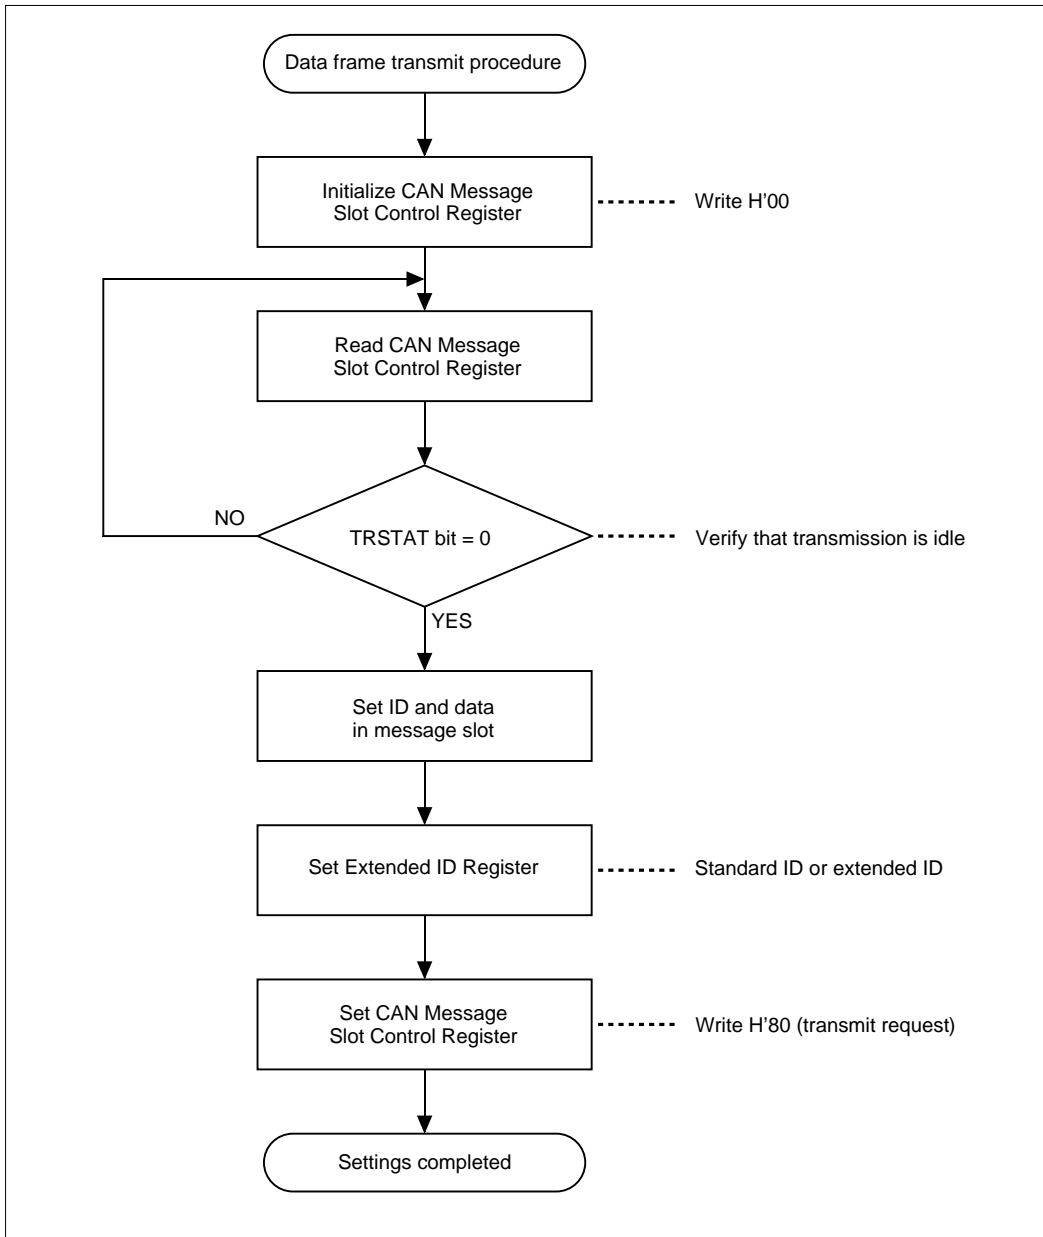 Data frame transmit procedure
Initialize CAN Message
Slot Control Register
Write H'00
Read CAN Message
Slot Control Register
NO
TRSTAT bit = 0
Verify that transmission is idle
YES
Set ID and data
in message slot
Set Extended ID Register
Standard ID or extended ID
Set CAN Message
Slot Control Register
Write H'80 (transmit request)
Settings completed